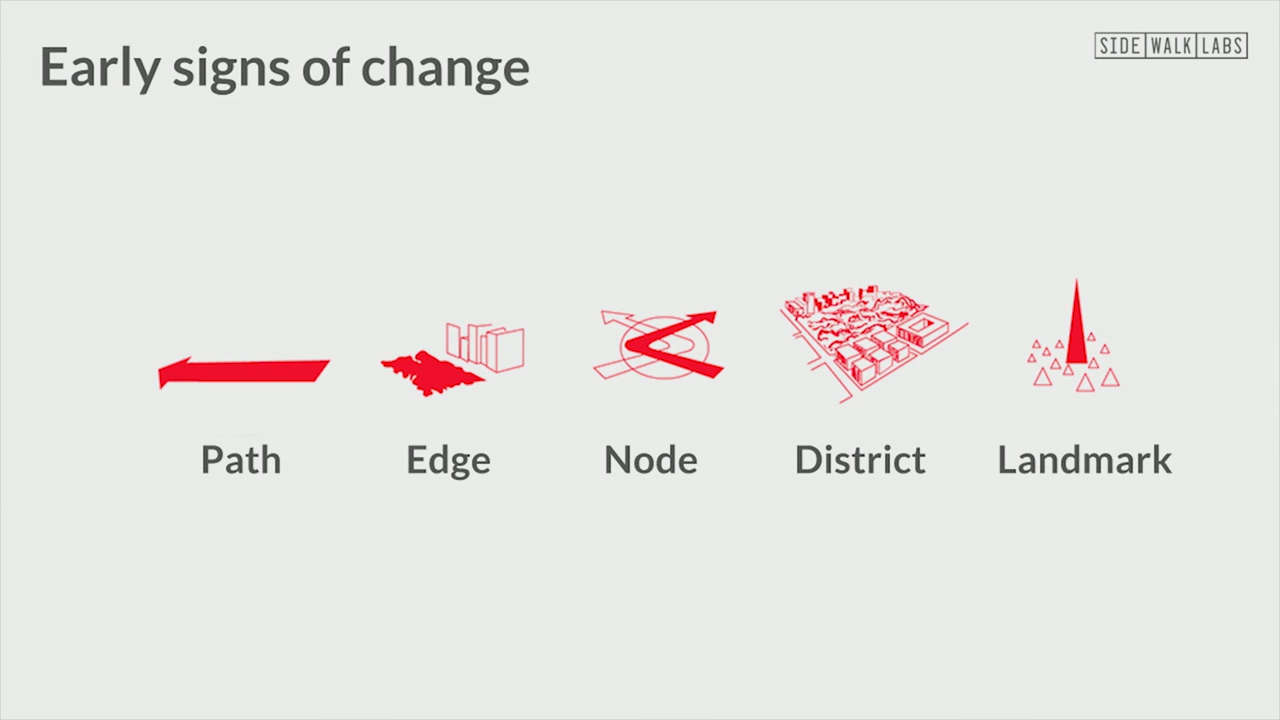 Early signs of change
SIDE WALK LABS
Path
Edge
Node
District
Landmark